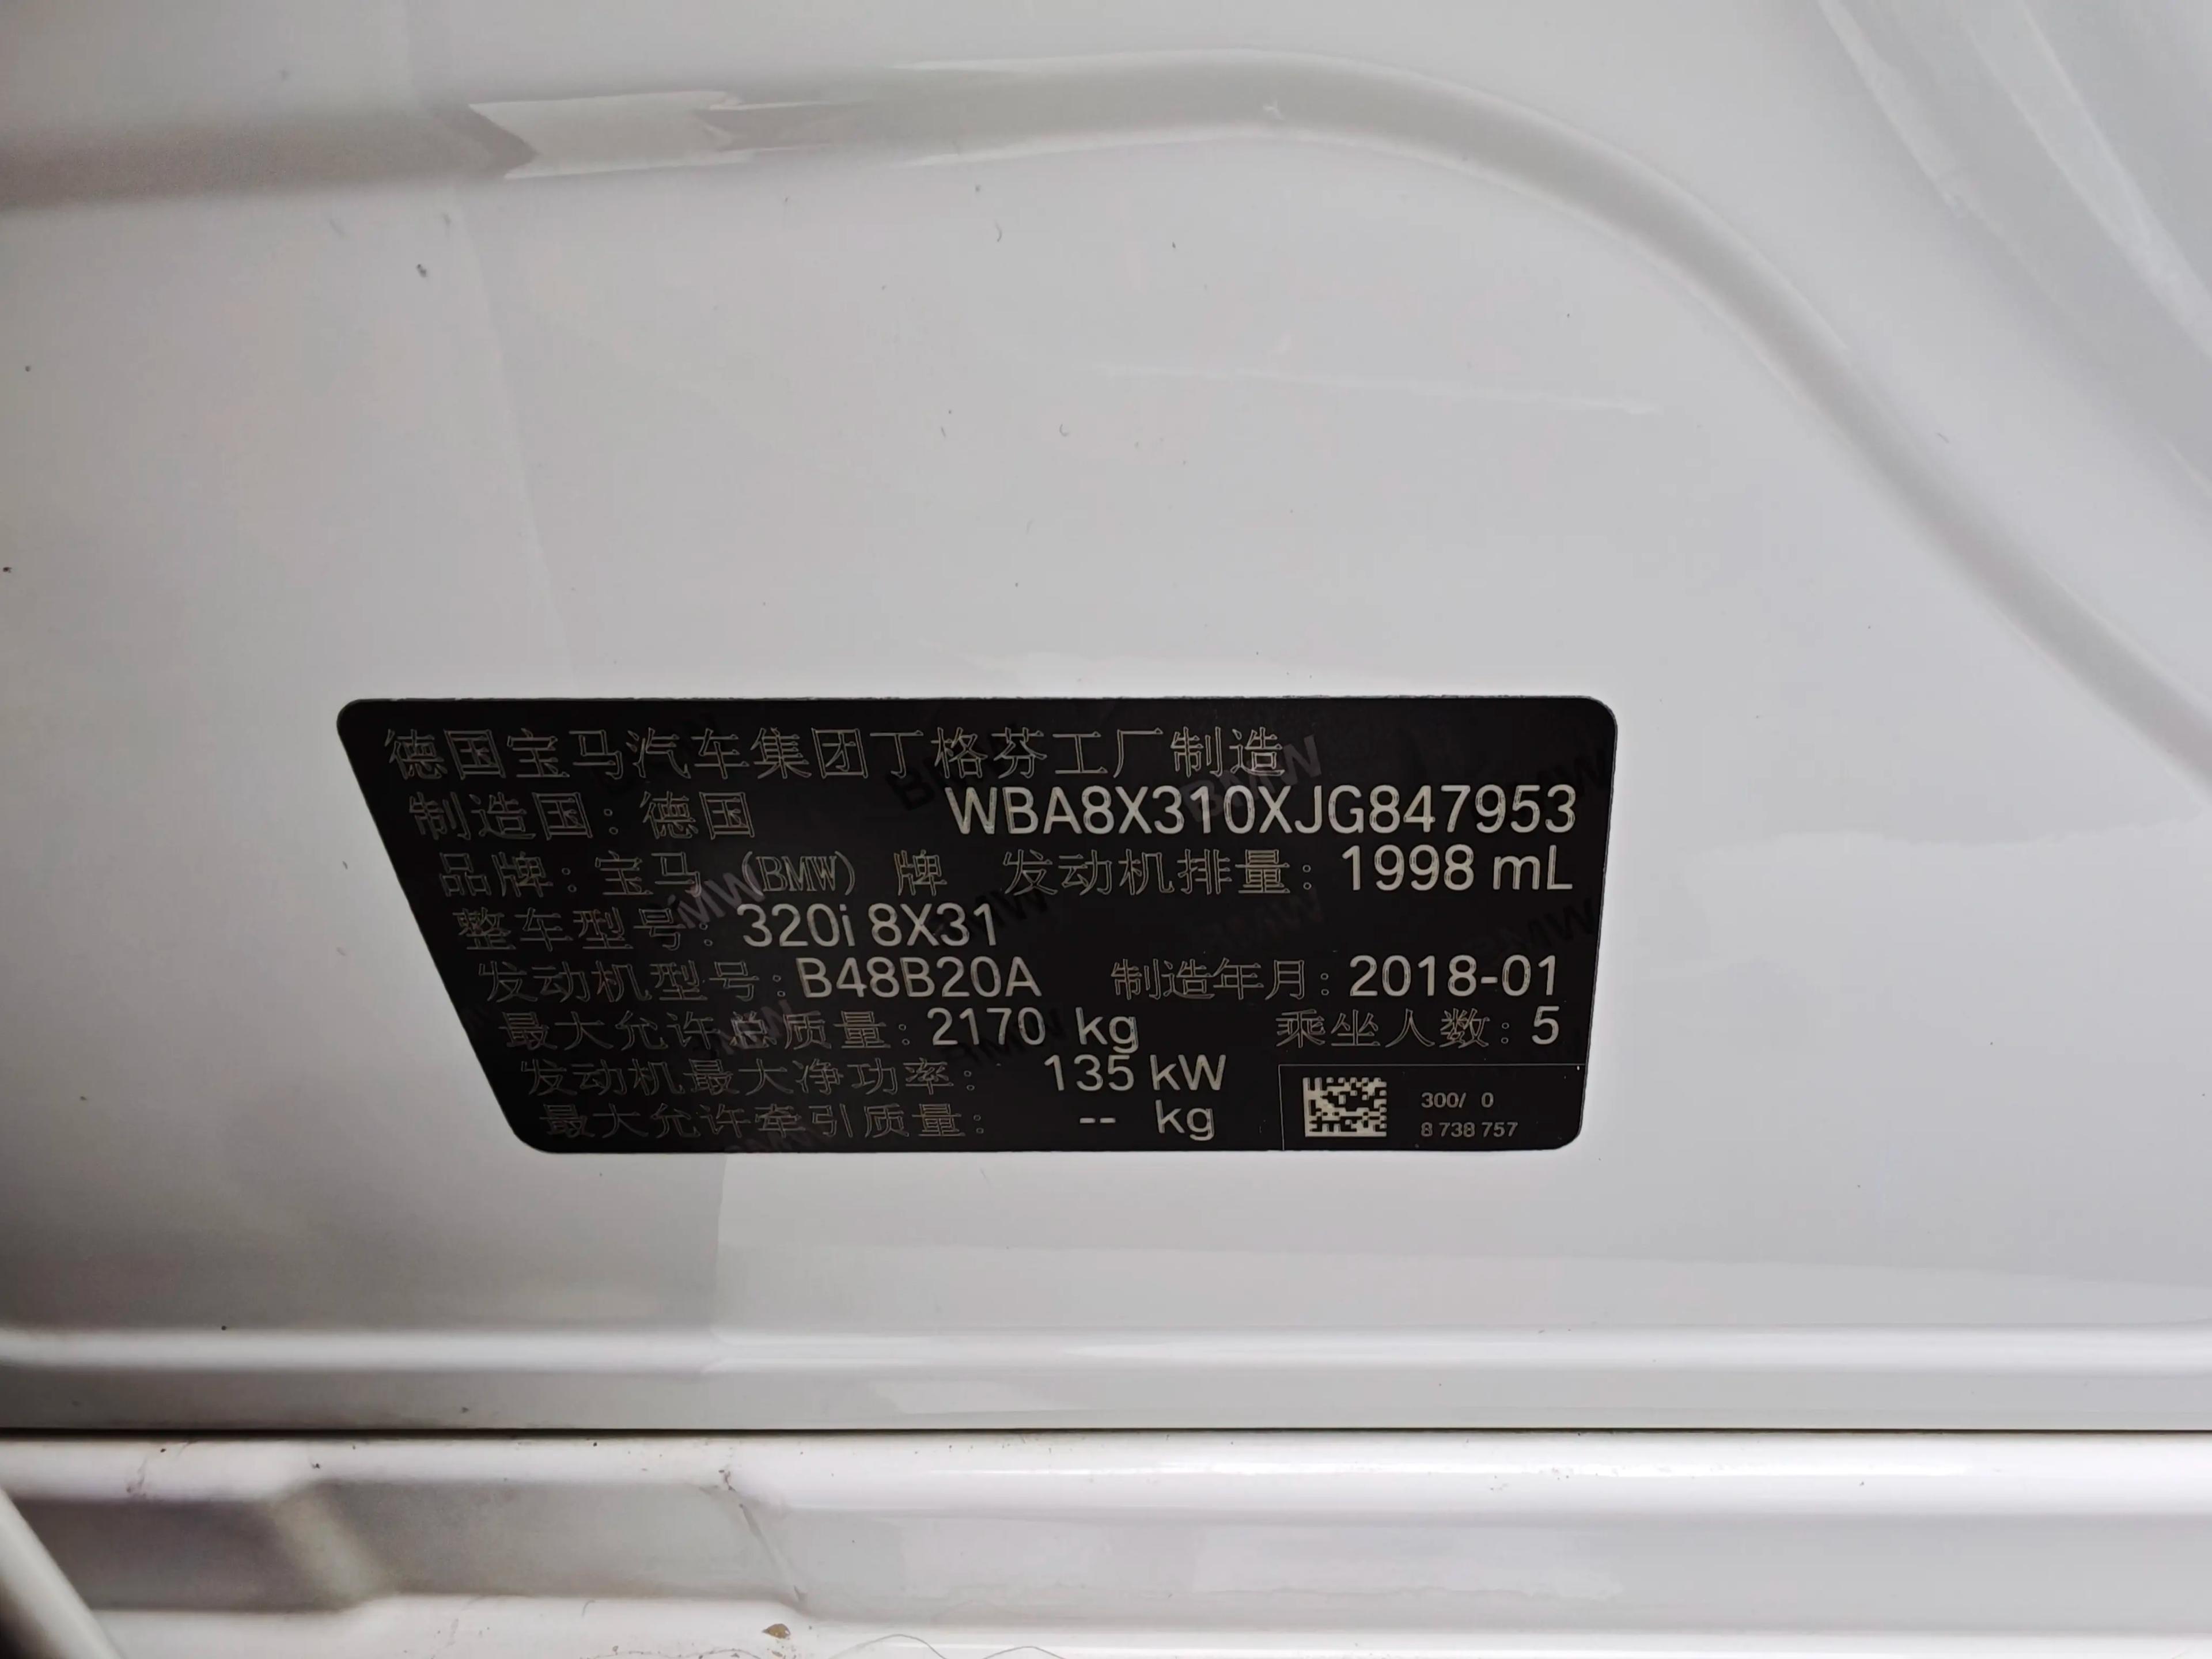 德国宝马汽车集团丁格芬工厂制造
制造国：德国 WBA8X310XJG847953
品牌：宝马（BMW）牌 发动机排量：1998 mL
整车型号：320i 8X31
发动机型号：B48B20A 制造年月：2018-01
最大允许总质量：2170 kg 乘坐人数：5
发动机最大净功率：135 kW
最大允许牵引质量：-- kg
300/ 0
8 738 757